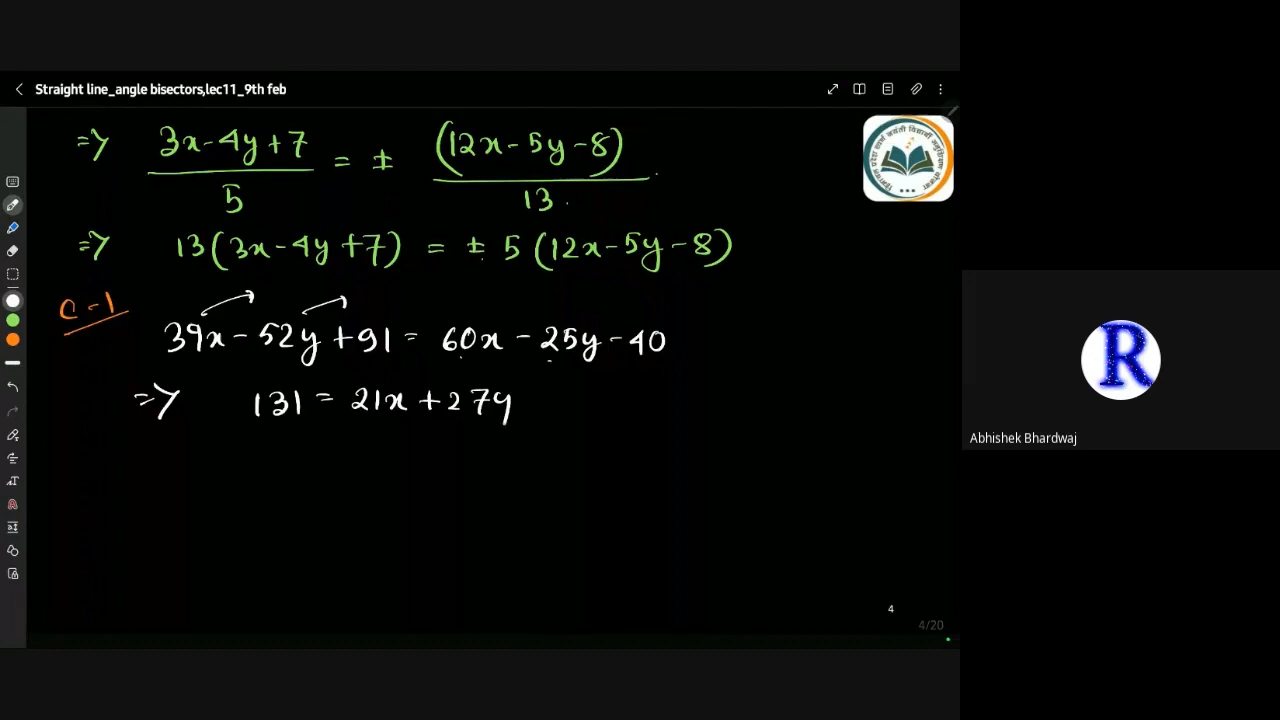 Straight line_angle bisectors,lec11_9th feb
=> (3x-4y+7)/5 = ± (12x-5y-8)/13
=> 13(3x-4y+7) = ± 5(12x-5y-8)
C-1
39x-52y+91 = 60x-25y-40
=> 131 = 21x+27y
4
4/20
R
Abhishek Bhardwaj